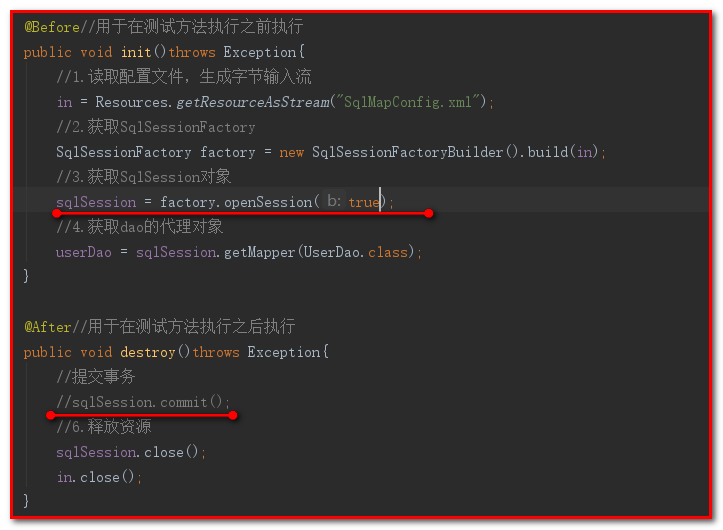 @Before//用于在测试方法执行之前执行
public void init()throws Exception{
//1.读取配置文件，生成字节输入流
in = Resources.getResourceAsStream("SqlMapConfig.xml");
//2.获取SqlSessionFactory
SqlSessionFactory factory = new SqlSessionFactoryBuilder().build(in);
//3.获取SqlSession对象
sqlSession = factory.openSession( b: true);
//4.获取dao的代理对象
userDao = sqlSession.getMapper(UserDao.class);
}
@After//用于在测试方法执行之后执行
public void destroy()throws Exception{
//提交事务
//sqlSession.commit();
//6.释放资源
sqlSession.close();
in.close();
}